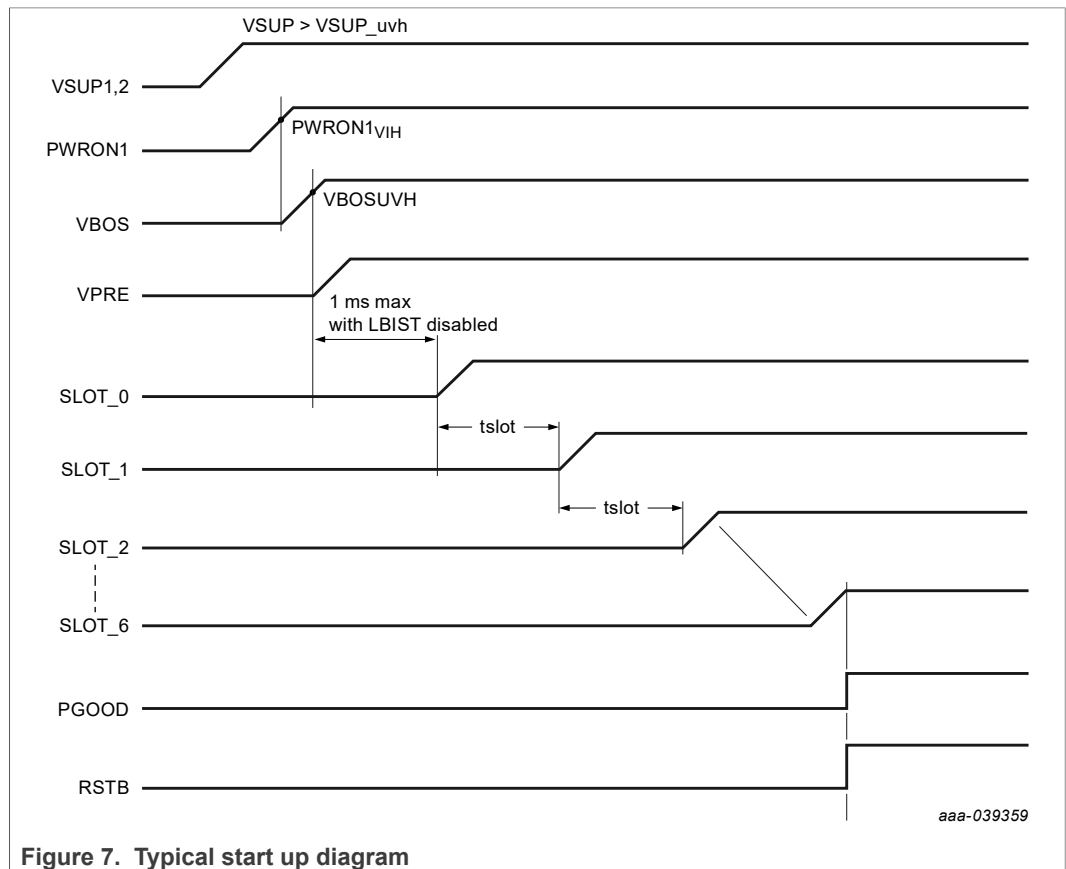 VSUP > VSUP_uvh
VSUP1,2
PWRON1VIH
PWRON1
VBOSUVH
VBOS
VPRE
1 ms max
with LBIST disabled
SLOT_0
tslot
SLOT_1
tslot
SLOT_2
SLOT_6
PGOOD
RSTB
aaa-039359
Figure 7. Typical start up diagram